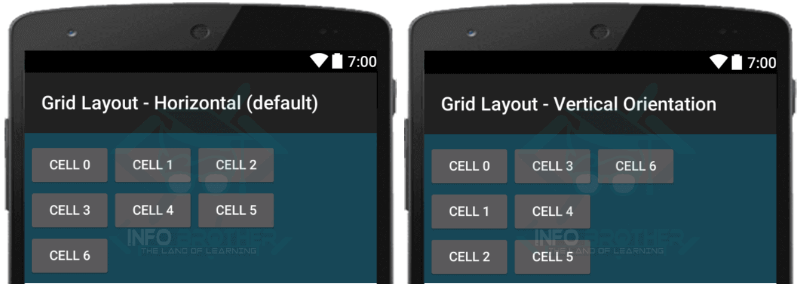 7:00
Grid Layout - Horizontal (default)
CELL 0 CELL 1 CELL 2
CELL 3 CELL 4 CELL 5
CELL 6
INFO BROTHER
[THE LAND OF LEARNING]
7:00
Grid Layout - Vertical Orientation
CELL 0 CELL 3 CELL 6
CELL 1 CELL 4
CELL 2 CELL 5
INFO BROTHER
[THE LAND OF LEARNING]